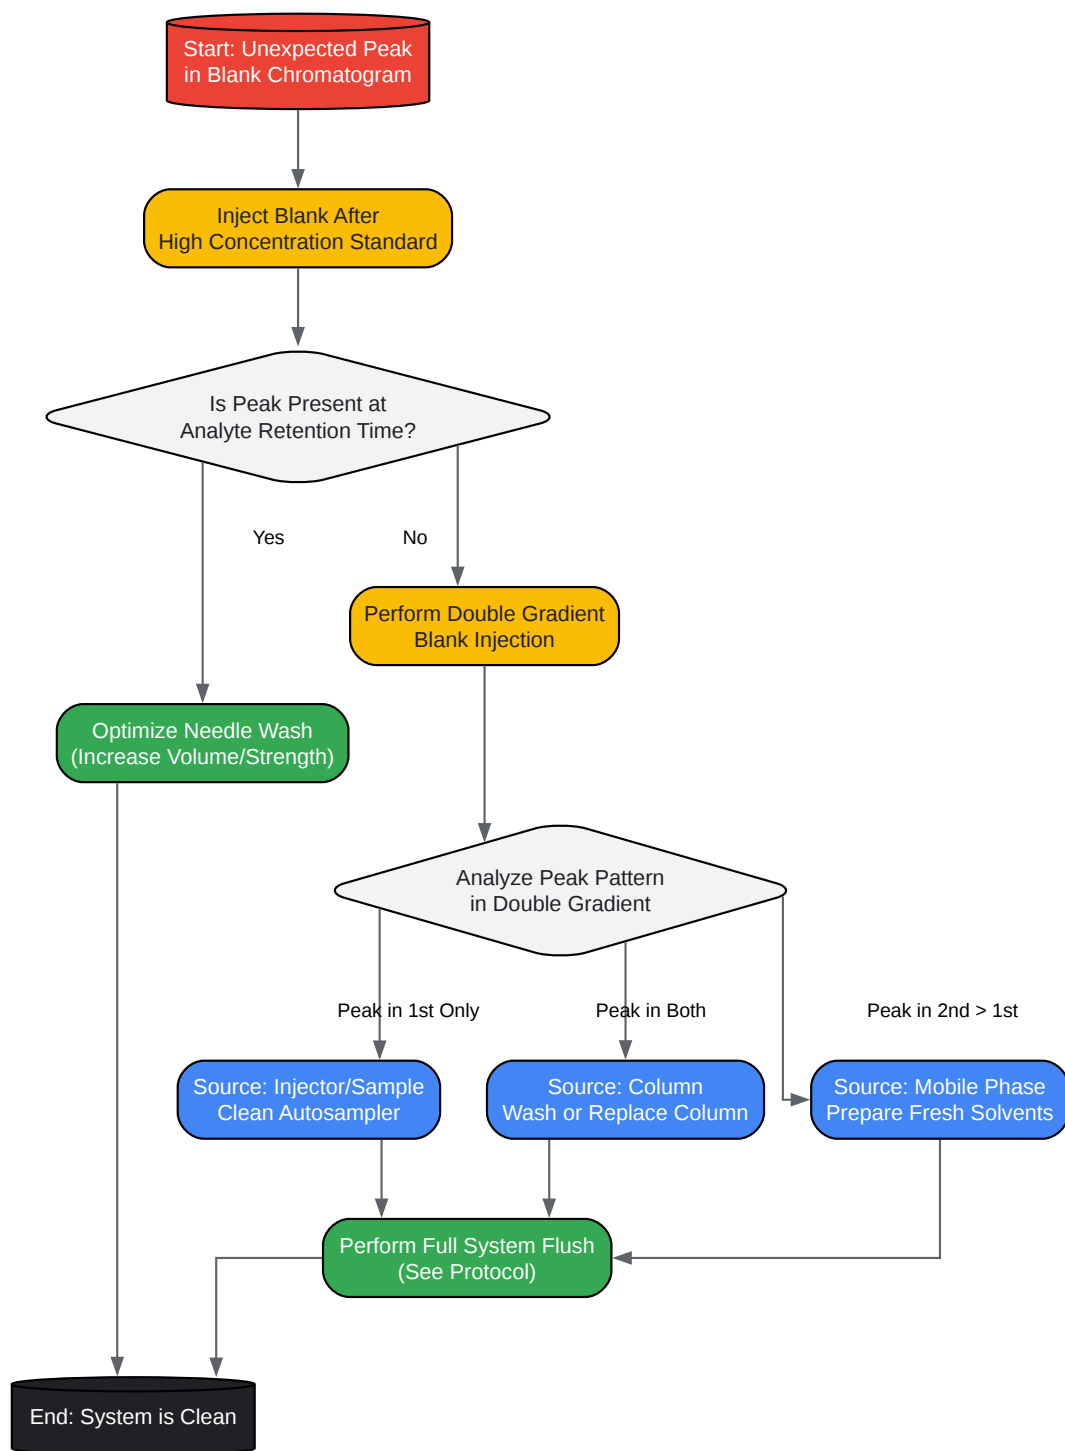 Start: Unexpected Peak
in Blank Chromatogram
Inject Blank After
High Concentration Standard
Is Peak Present at
Analyte Retention Time?
Yes
No
Perform Double Gradient
Blank Injection
Optimize Needle Wash
(Increase Volume/Strength)
Analyze Peak Pattern
in Double Gradient
Peak in 1st Only
Peak in Both
Peak in 2nd > 1st
Source: Injector/Sample
Clean Autosampler
Source: Column
Wash or Replace Column
Source: Mobile Phase
Prepare Fresh Solvents
Perform Full System Flush
(See Protocol)
End: System is Clean